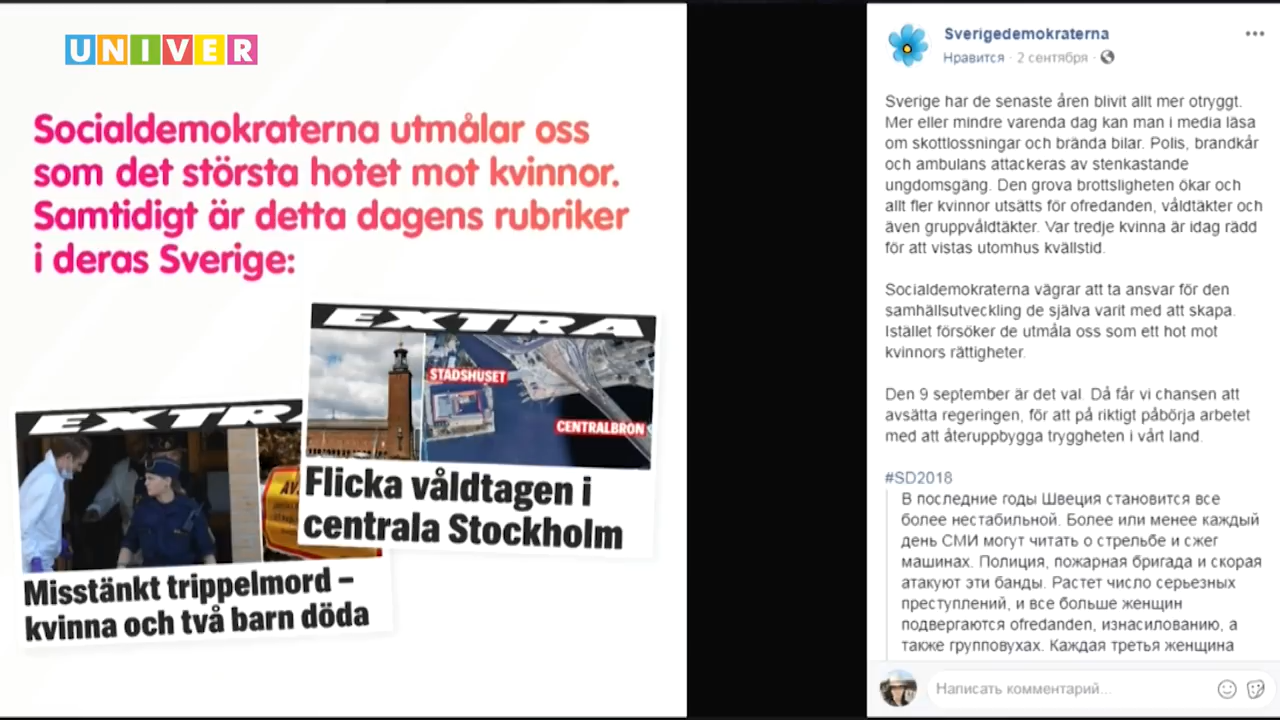 UNIVER
Socialdemokraterna utmålar oss
som det största hotet mot kvinnor.
Samtidigt är detta dagens rubriker
i deras Sverige:
EXTRA
STADSHUSET
CENTRALBRON
Flicka våldtagen i
centrala Stockholm
EXTRA
Misstänkt trippelmord –
kvinna och två barn döda
Sverigedemokraterna
Нравится · 2 сентября ·
Sverige har de senaste åren blivit allt mer otryggt.
Mer eller mindre varenda dag kan man i media läsa
om skottlossningar och brända bilar. Polis, brandkår
och ambulans attackeras av stenkastande
ungdomsgäng. Den grova brottsligheten ökar och
allt fler kvinnor utsätts för ofredanden, våldtäkter och
även gruppvåldtäkter. Var tredje kvinna är idag rädd
för att vistas utomhus kvällstid.
Socialdemokraterna vägrar att ta ansvar för den
samhällsutveckling de själva varit med att skapa.
Istället försöker de utmåla oss som ett hot mot
kvinnors rättigheter.
Den 9 september är det val. Då får vi chansen att
avsätta regeringen, för att på riktigt påbörja arbetet
med att återuppbygga tryggheten i vårt land.
#SD2018
В последние годы Швеция становится все
более нестабильной. Более или менее каждый
день СМИ могут читать о стрельбе и сжег
машинах. Полиция, пожарная бригада и скорая
атакуют эти банды. Растет число серьезных
преступлений, и все больше женщин
подвергаются ofredanden, изнасилованию, а
также групповухах. Каждая третья женщина
Написать комментарий...